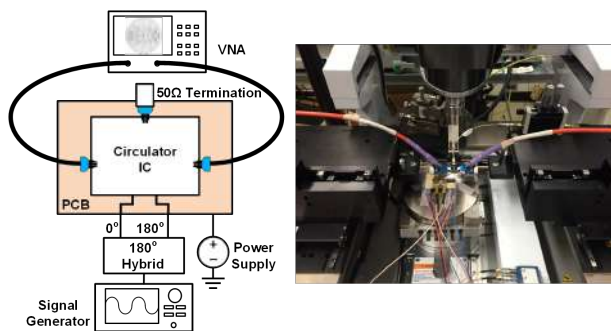 VNA
50Ω Termination
Circulator
IC
PCB
0° 180°
180°
Hybrid
Power
Supply
Signal
Generator